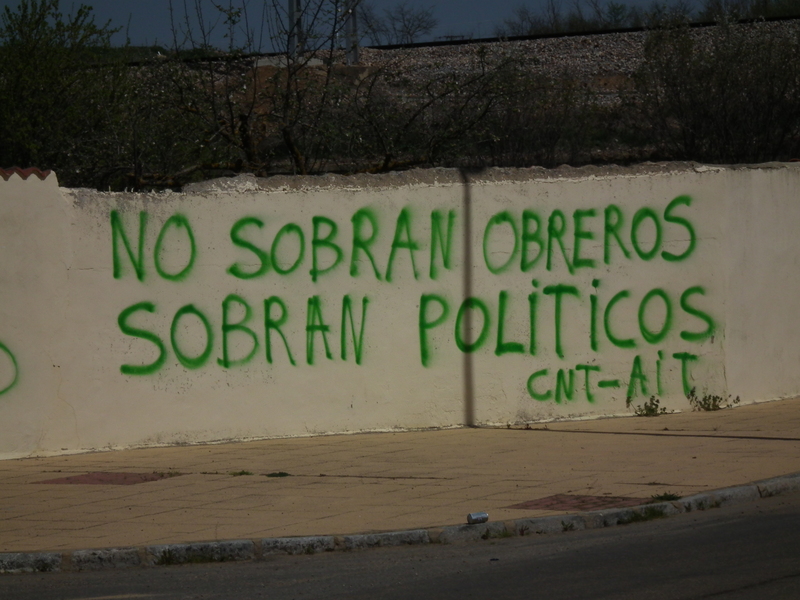 NO SOBRAN OBREROS
SOBRAN POLiTiCOS
CNT-AiT